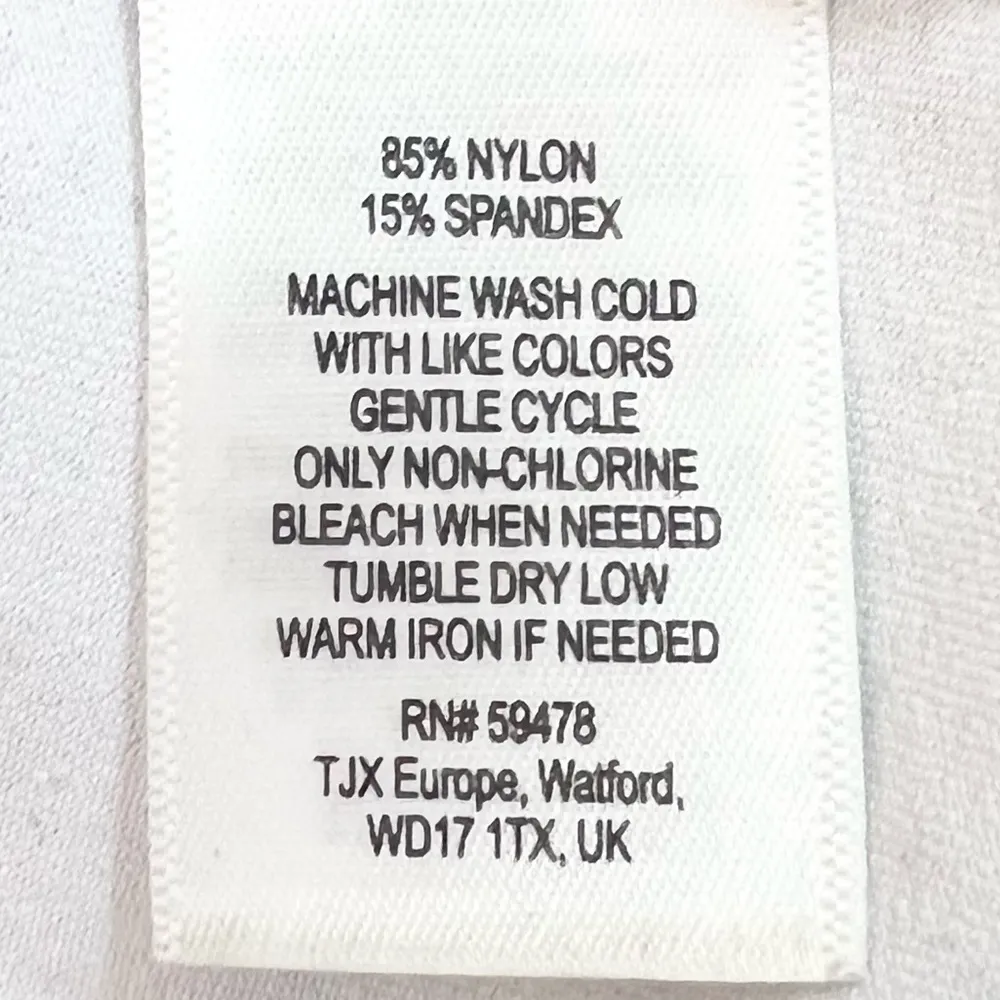 85% NYLON
15% SPANDEX
MACHINE WASH COLD
WITH LIKE COLORS
GENTLE CYCLE
ONLY NON-CHLORINE
BLEACH WHEN NEEDED
TUMBLE DRY LOW
WARM IRON IF NEEDED
RN# 59478
TJX Europe, Watford,
WD17 1TX, UK